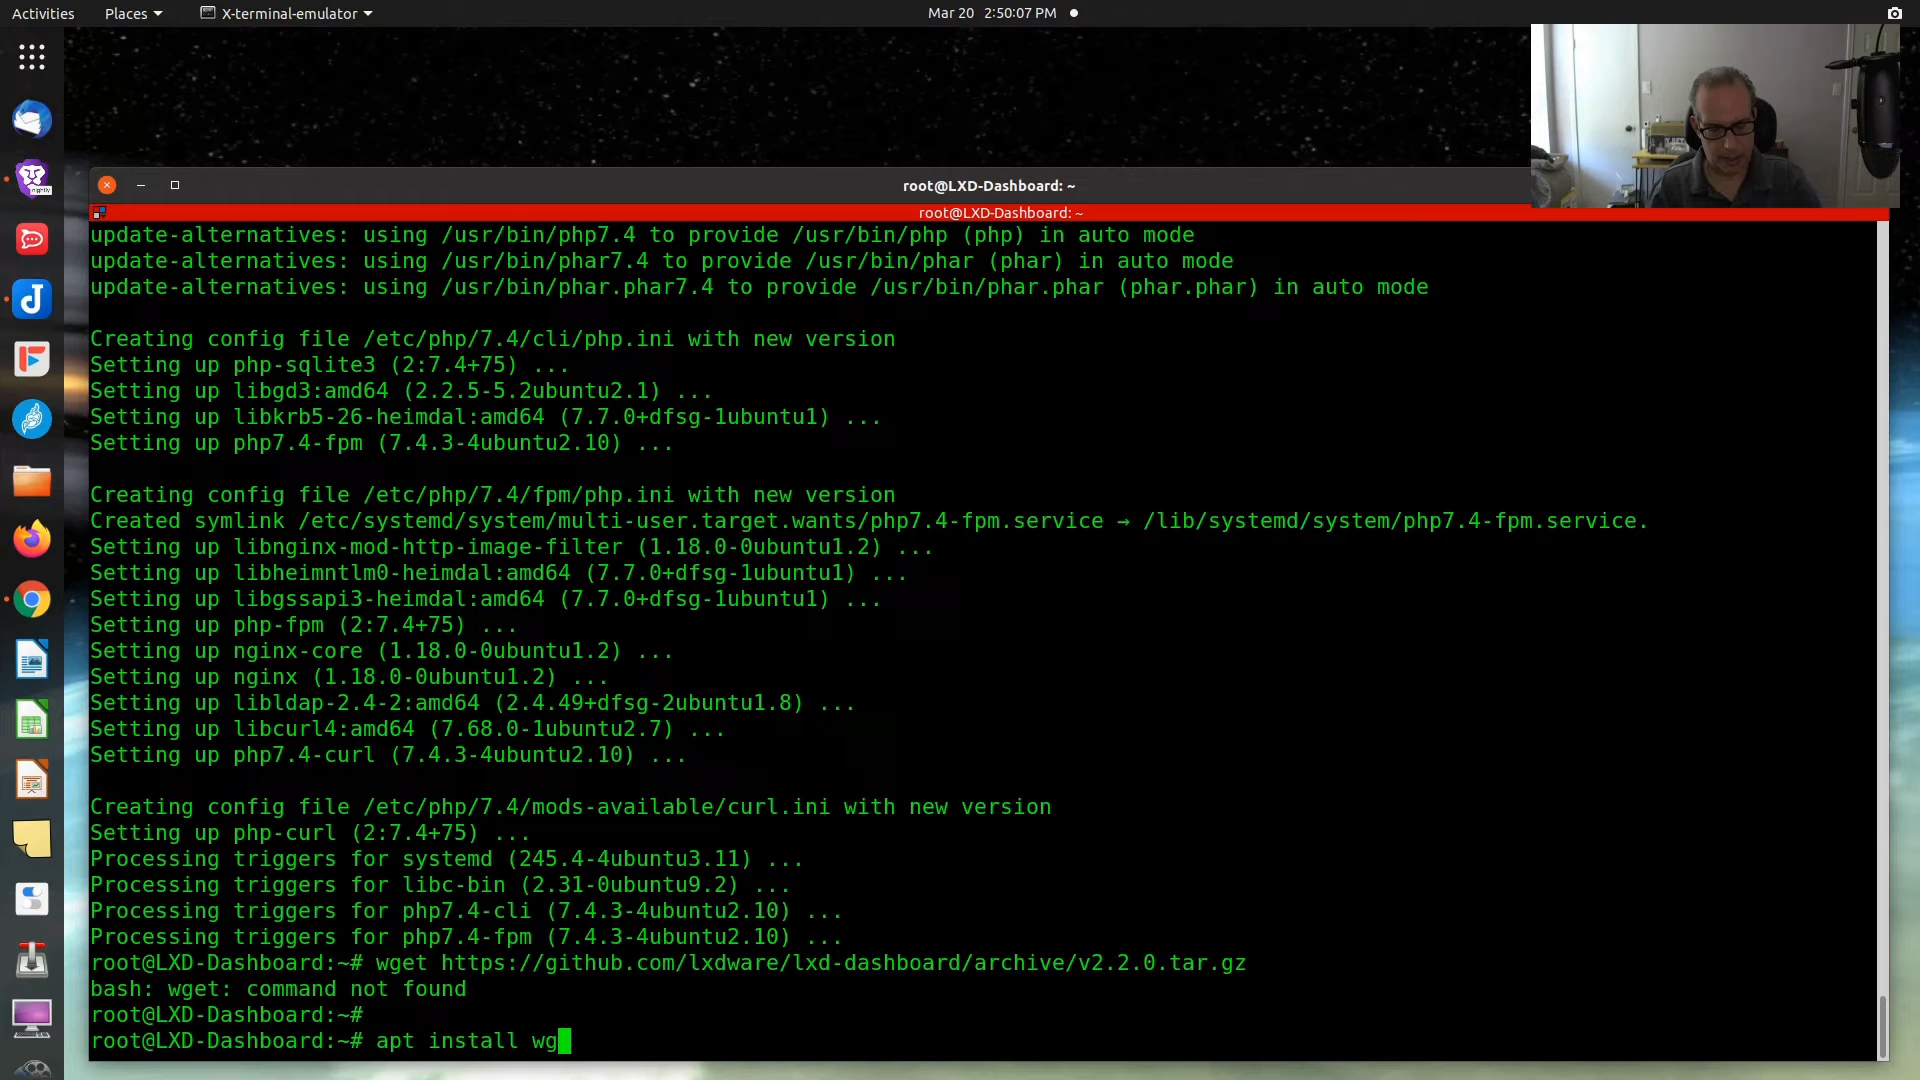 Activities Places X-terminal-emulator Mar 20 2:50:07 PM
nightly
root@LXD-Dashboard: ~
root@LXD-Dashboard: ~
update-alternatives: using /usr/bin/php7.4 to provide /usr/bin/php (php) in auto mode
update-alternatives: using /usr/bin/phar7.4 to provide /usr/bin/phar (phar) in auto mode
update-alternatives: using /usr/bin/phar.phar7.4 to provide /usr/bin/phar.phar (phar.phar) in auto mode
Creating config file /etc/php/7.4/cli/php.ini with new version
Setting up php-sqlite3 (2:7.4+75) ...
Setting up libgd3:amd64 (2.2.5-5.2ubuntu2.1) ...
Setting up libkrb5-26-heimdal:amd64 (7.7.0+dfsg-1ubuntu1) ...
Setting up php7.4-fpm (7.4.3-4ubuntu2.10) ...
Creating config file /etc/php/7.4/fpm/php.ini with new version
Created symlink /etc/systemd/system/multi-user.target.wants/php7.4-fpm.service → /lib/systemd/system/php7.4-fpm.service.
Setting up libnginx-mod-http-image-filter (1.18.0-0ubuntu1.2) ...
Setting up libheimntlm0-heimdal:amd64 (7.7.0+dfsg-1ubuntu1) ...
Setting up libgssapi3-heimdal:amd64 (7.7.0+dfsg-1ubuntu1) ...
Setting up php-fpm (2:7.4+75) ...
Setting up nginx-core (1.18.0-0ubuntu1.2) ...
Setting up nginx (1.18.0-0ubuntu1.2) ...
Setting up libldap-2.4-2:amd64 (2.4.49+dfsg-2ubuntu1.8) ...
Setting up libcurl4:amd64 (7.68.0-1ubuntu2.7) ...
Setting up php7.4-curl (7.4.3-4ubuntu2.10) ...
Creating config file /etc/php/7.4/mods-available/curl.ini with new version
Setting up php-curl (2:7.4+75) ...
Processing triggers for systemd (245.4-4ubuntu3.11) ...
Processing triggers for libc-bin (2.31-0ubuntu9.2) ...
Processing triggers for php7.4-cli (7.4.3-4ubuntu2.10) ...
Processing triggers for php7.4-fpm (7.4.3-4ubuntu2.10) ...
root@LXD-Dashboard:~# wget https://github.com/lxdware/lxd-dashboard/archive/v2.2.0.tar.gz
bash: wget: command not found
root@LXD-Dashboard:~#
root@LXD-Dashboard:~# apt install wg